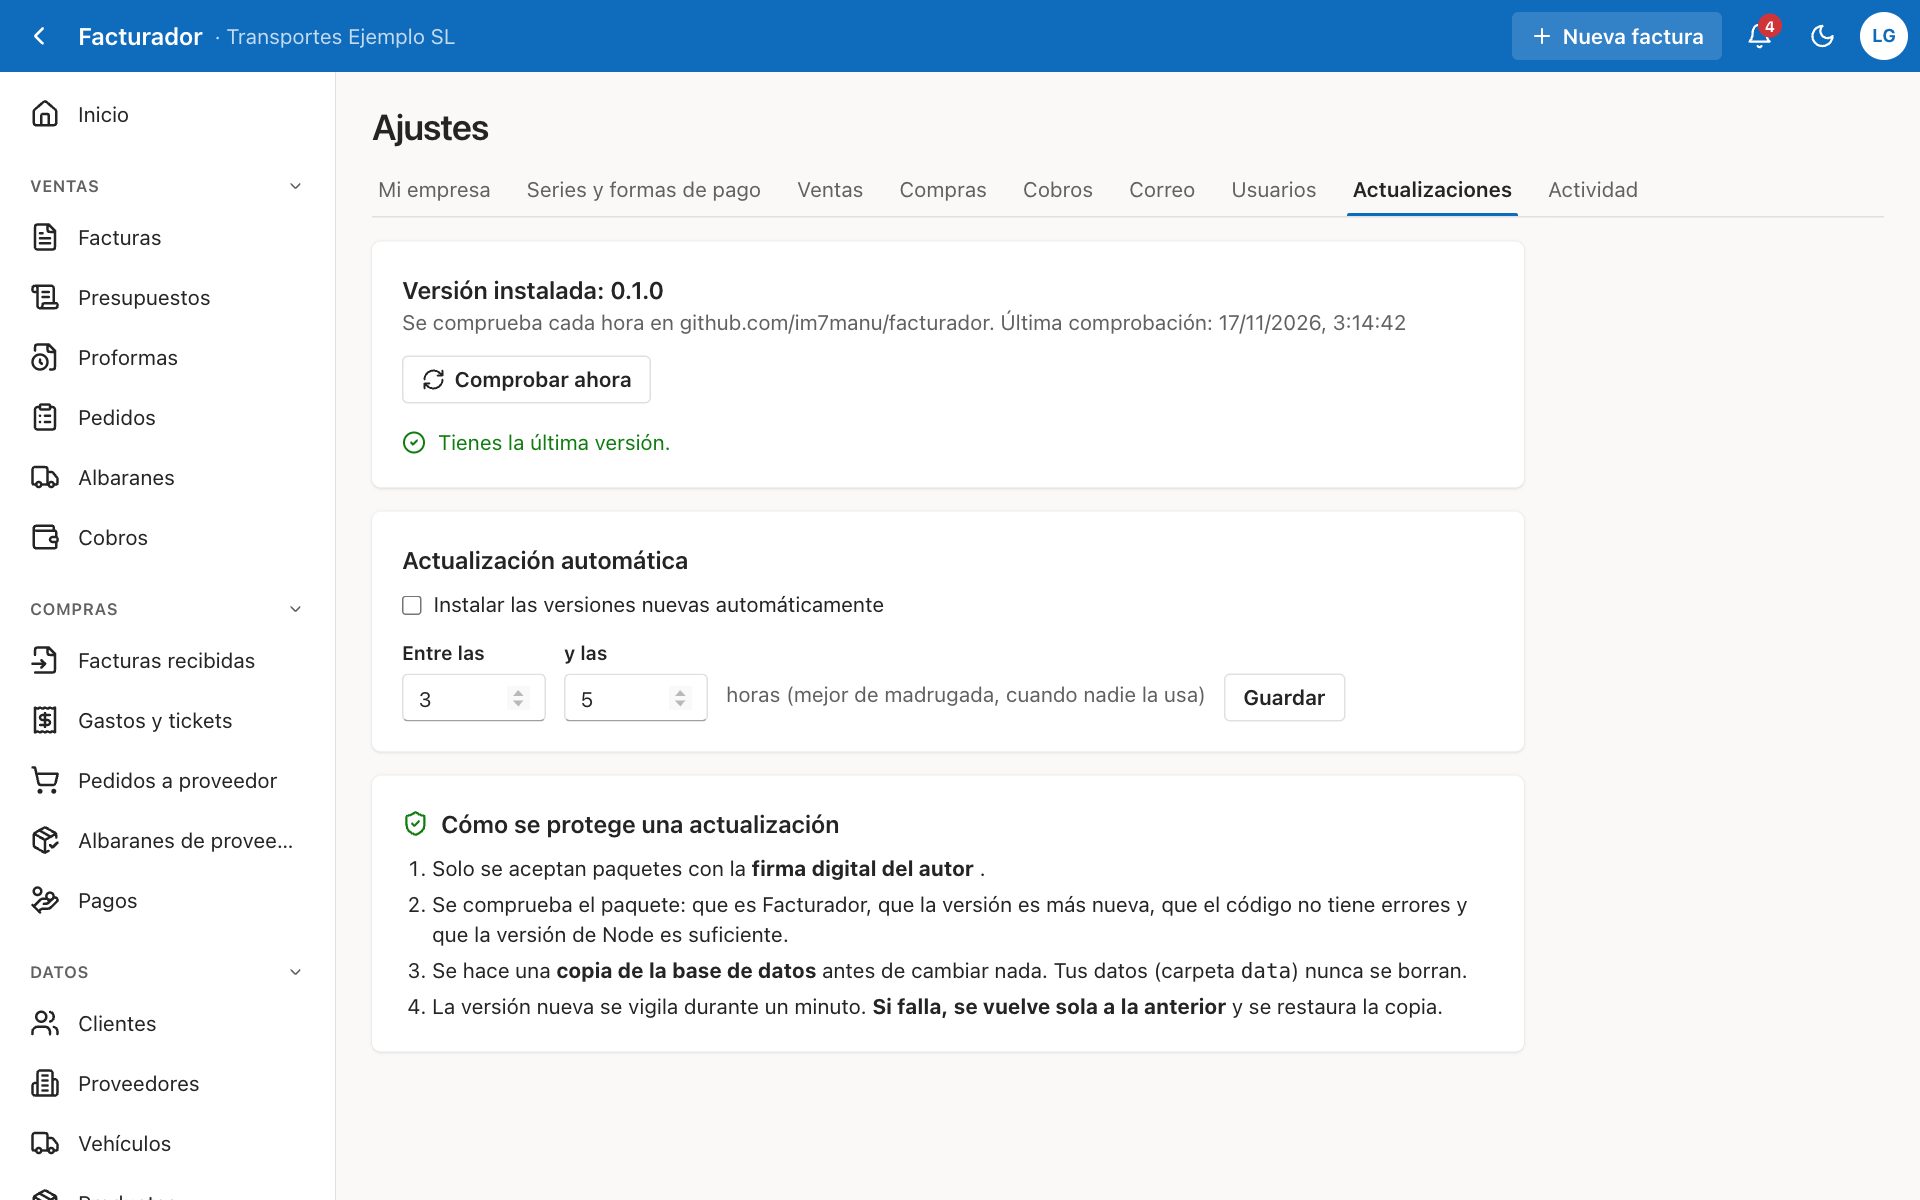 Facturador · Transportes Ejemplo SL
Nueva factura
4
LG
Inicio
VENTAS
Facturas
Presupuestos
Proformas
Pedidos
Albaranes
Cobros
COMPRAS
Facturas recibidas
Gastos y tickets
Pedidos a proveedor
Albaranes de provee...
Pagos
DATOS
Clientes
Proveedores
Vehículos
Ajustes
Mi empresa
Series y formas de pago
Ventas
Compras
Cobros
Correo
Usuarios
Actualizaciones
Actividad
Versión instalada: 0.1.0
Se comprueba cada hora en github.com/im7manu/facturador. Última comprobación: 17/11/2026, 3:14:42
Comprobar ahora
Tienes la última versión.
Actualización automática
Instalar las versiones nuevas automáticamente
Entre las
y las
3
5
horas (mejor de madrugada, cuando nadie la usa)
Guardar
Cómo se protege una actualización
1. Solo se aceptan paquetes con la firma digital del autor .
2. Se comprueba el paquete: que es Facturador, que la versión es más nueva, que el código no tiene errores y
que la versión de Node es suficiente.
3. Se hace una copia de la base de datos antes de cambiar nada. Tus datos (carpeta data) nunca se borran.
4. La versión nueva se vigila durante un minuto. Si falla, se vuelve sola a la anterior y se restaura la copia.